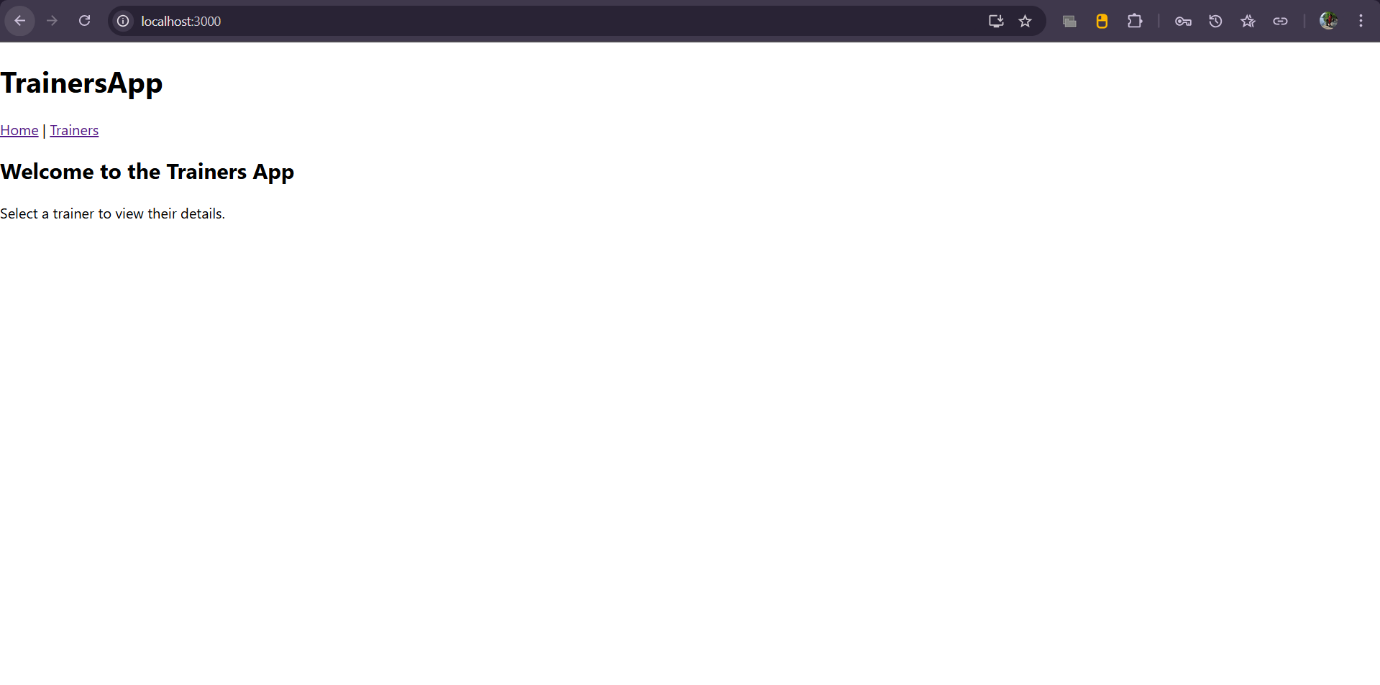 localhost:3000
TrainersApp
Home | Trainers
Welcome to the Trainers App
Select a trainer to view their details.